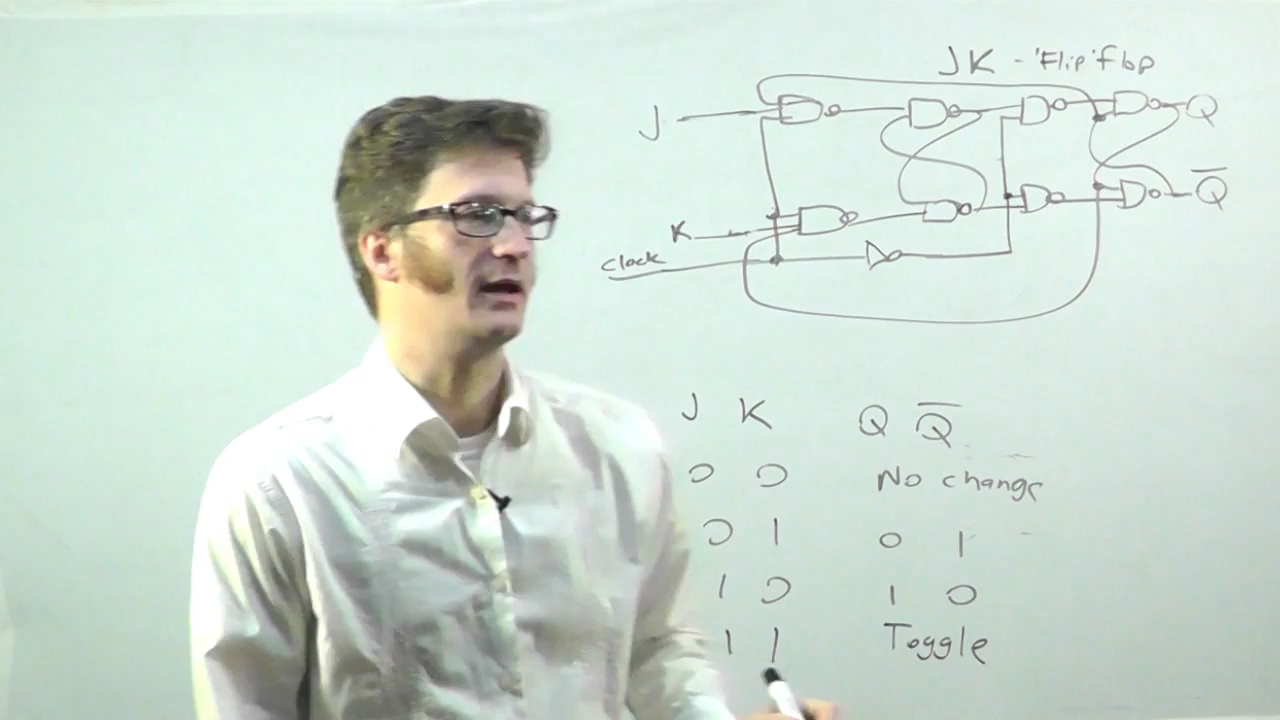 JK - 'Flip' flop
J
Q
K
Q̅
Clock
J K Q Q̅
0 0 No change
0 1 0 1
1 0 1 0
1 1 Toggle